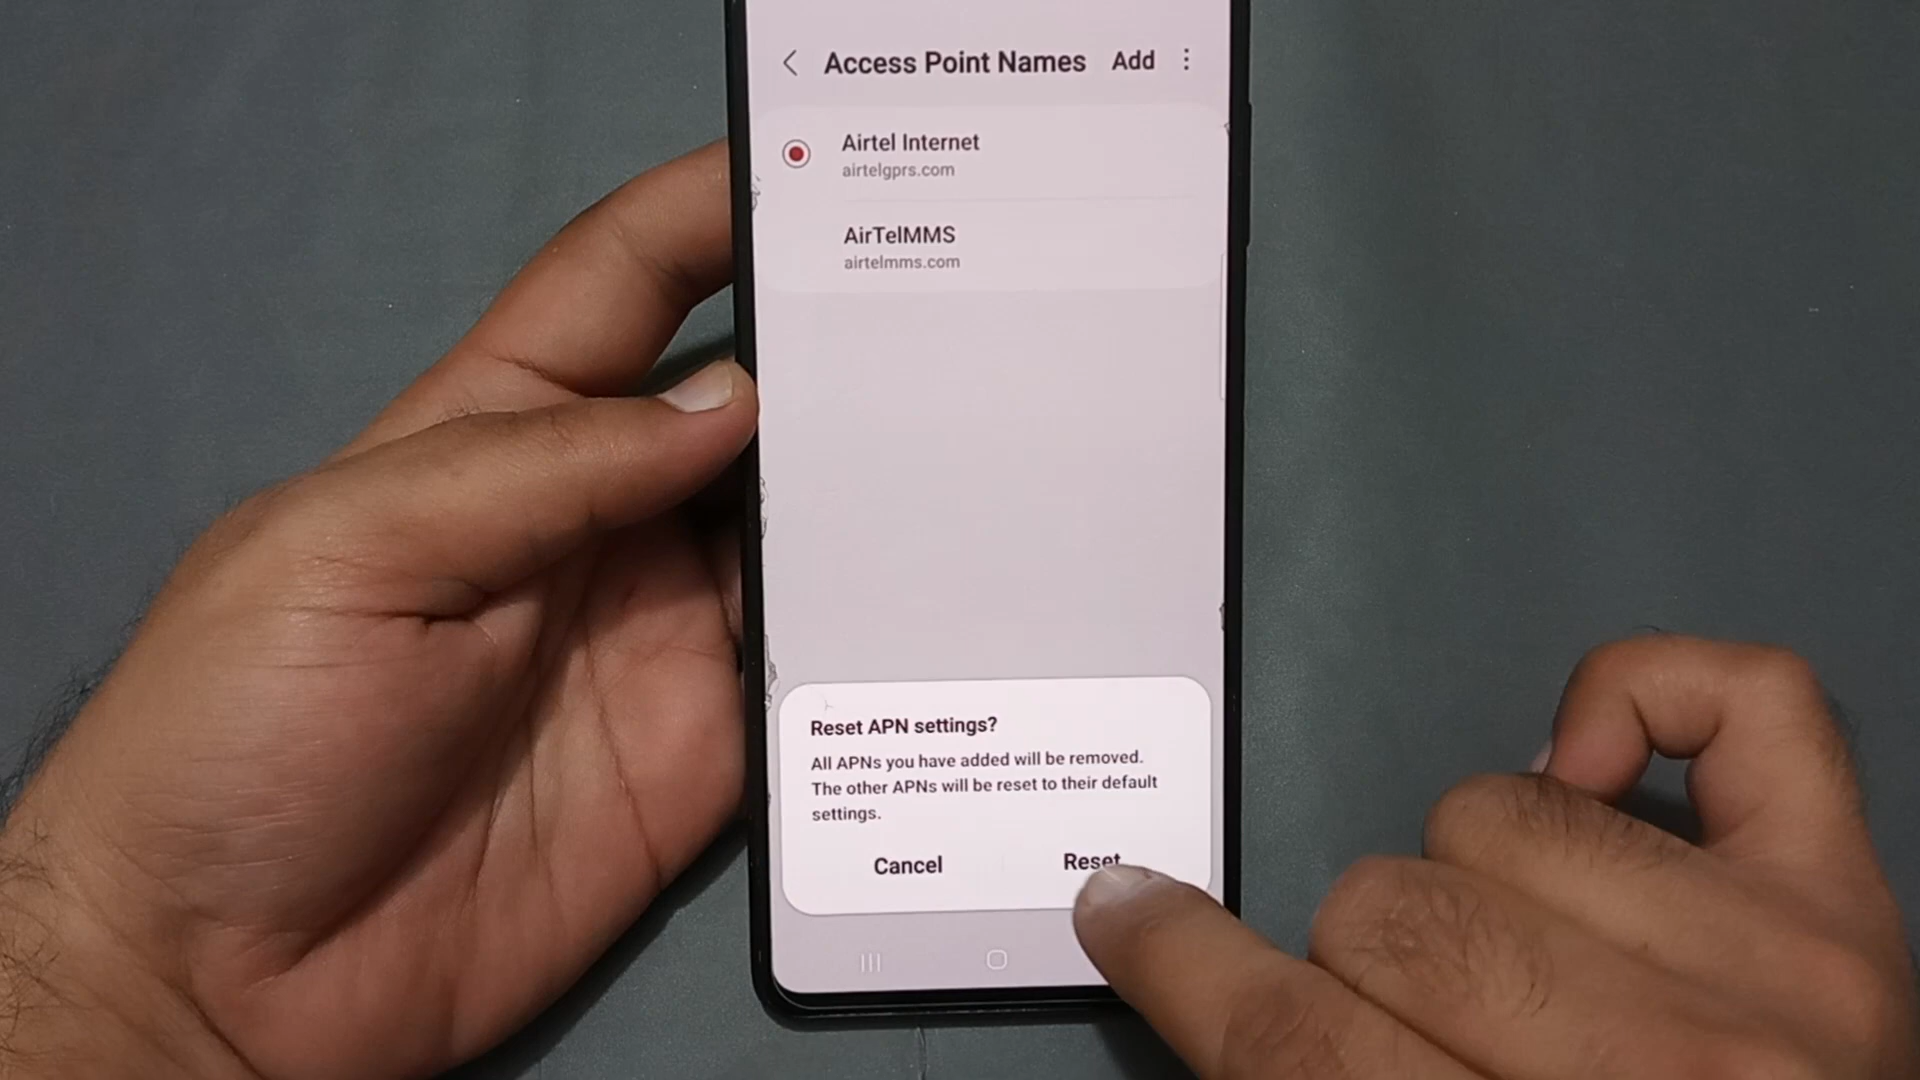 Access Point Names Add
Airtel Internet
airtelgprs.com
AirTelMMS
airtelmms.com
Reset APN settings?
All APNs you have added will be removed.
The other APNs will be reset to their default
settings.
Cancel Reset